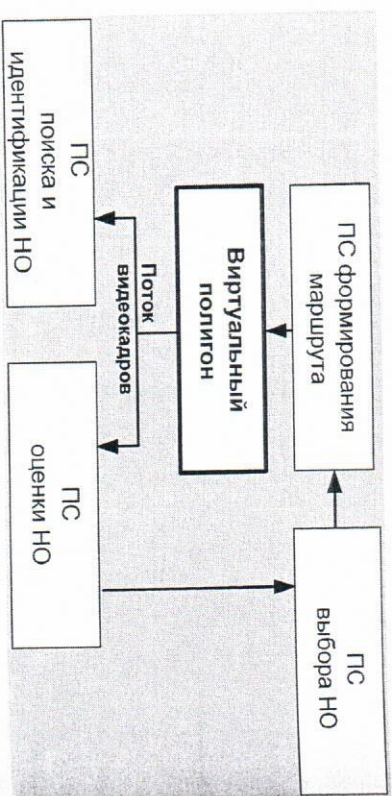 ПС формирования
маршрута
ПС
выбора НО
Виртуальный
полигон
Поток
видеокадров
ПС
поиска и
идентификации НО
ПС
оценки НО